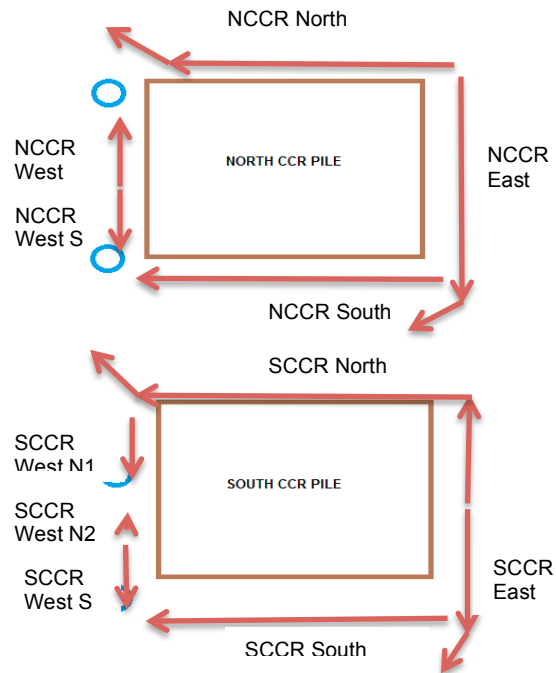 NCCR North
NCCR
West
NORTH CCR PILE
NCCR
East
NCCR
West S
NCCR South
SCCR North
SCCR
West N1
SOUTH CCR PILE
SCCR
West N2
SCCR
East
SCCR
West S
SCCR South